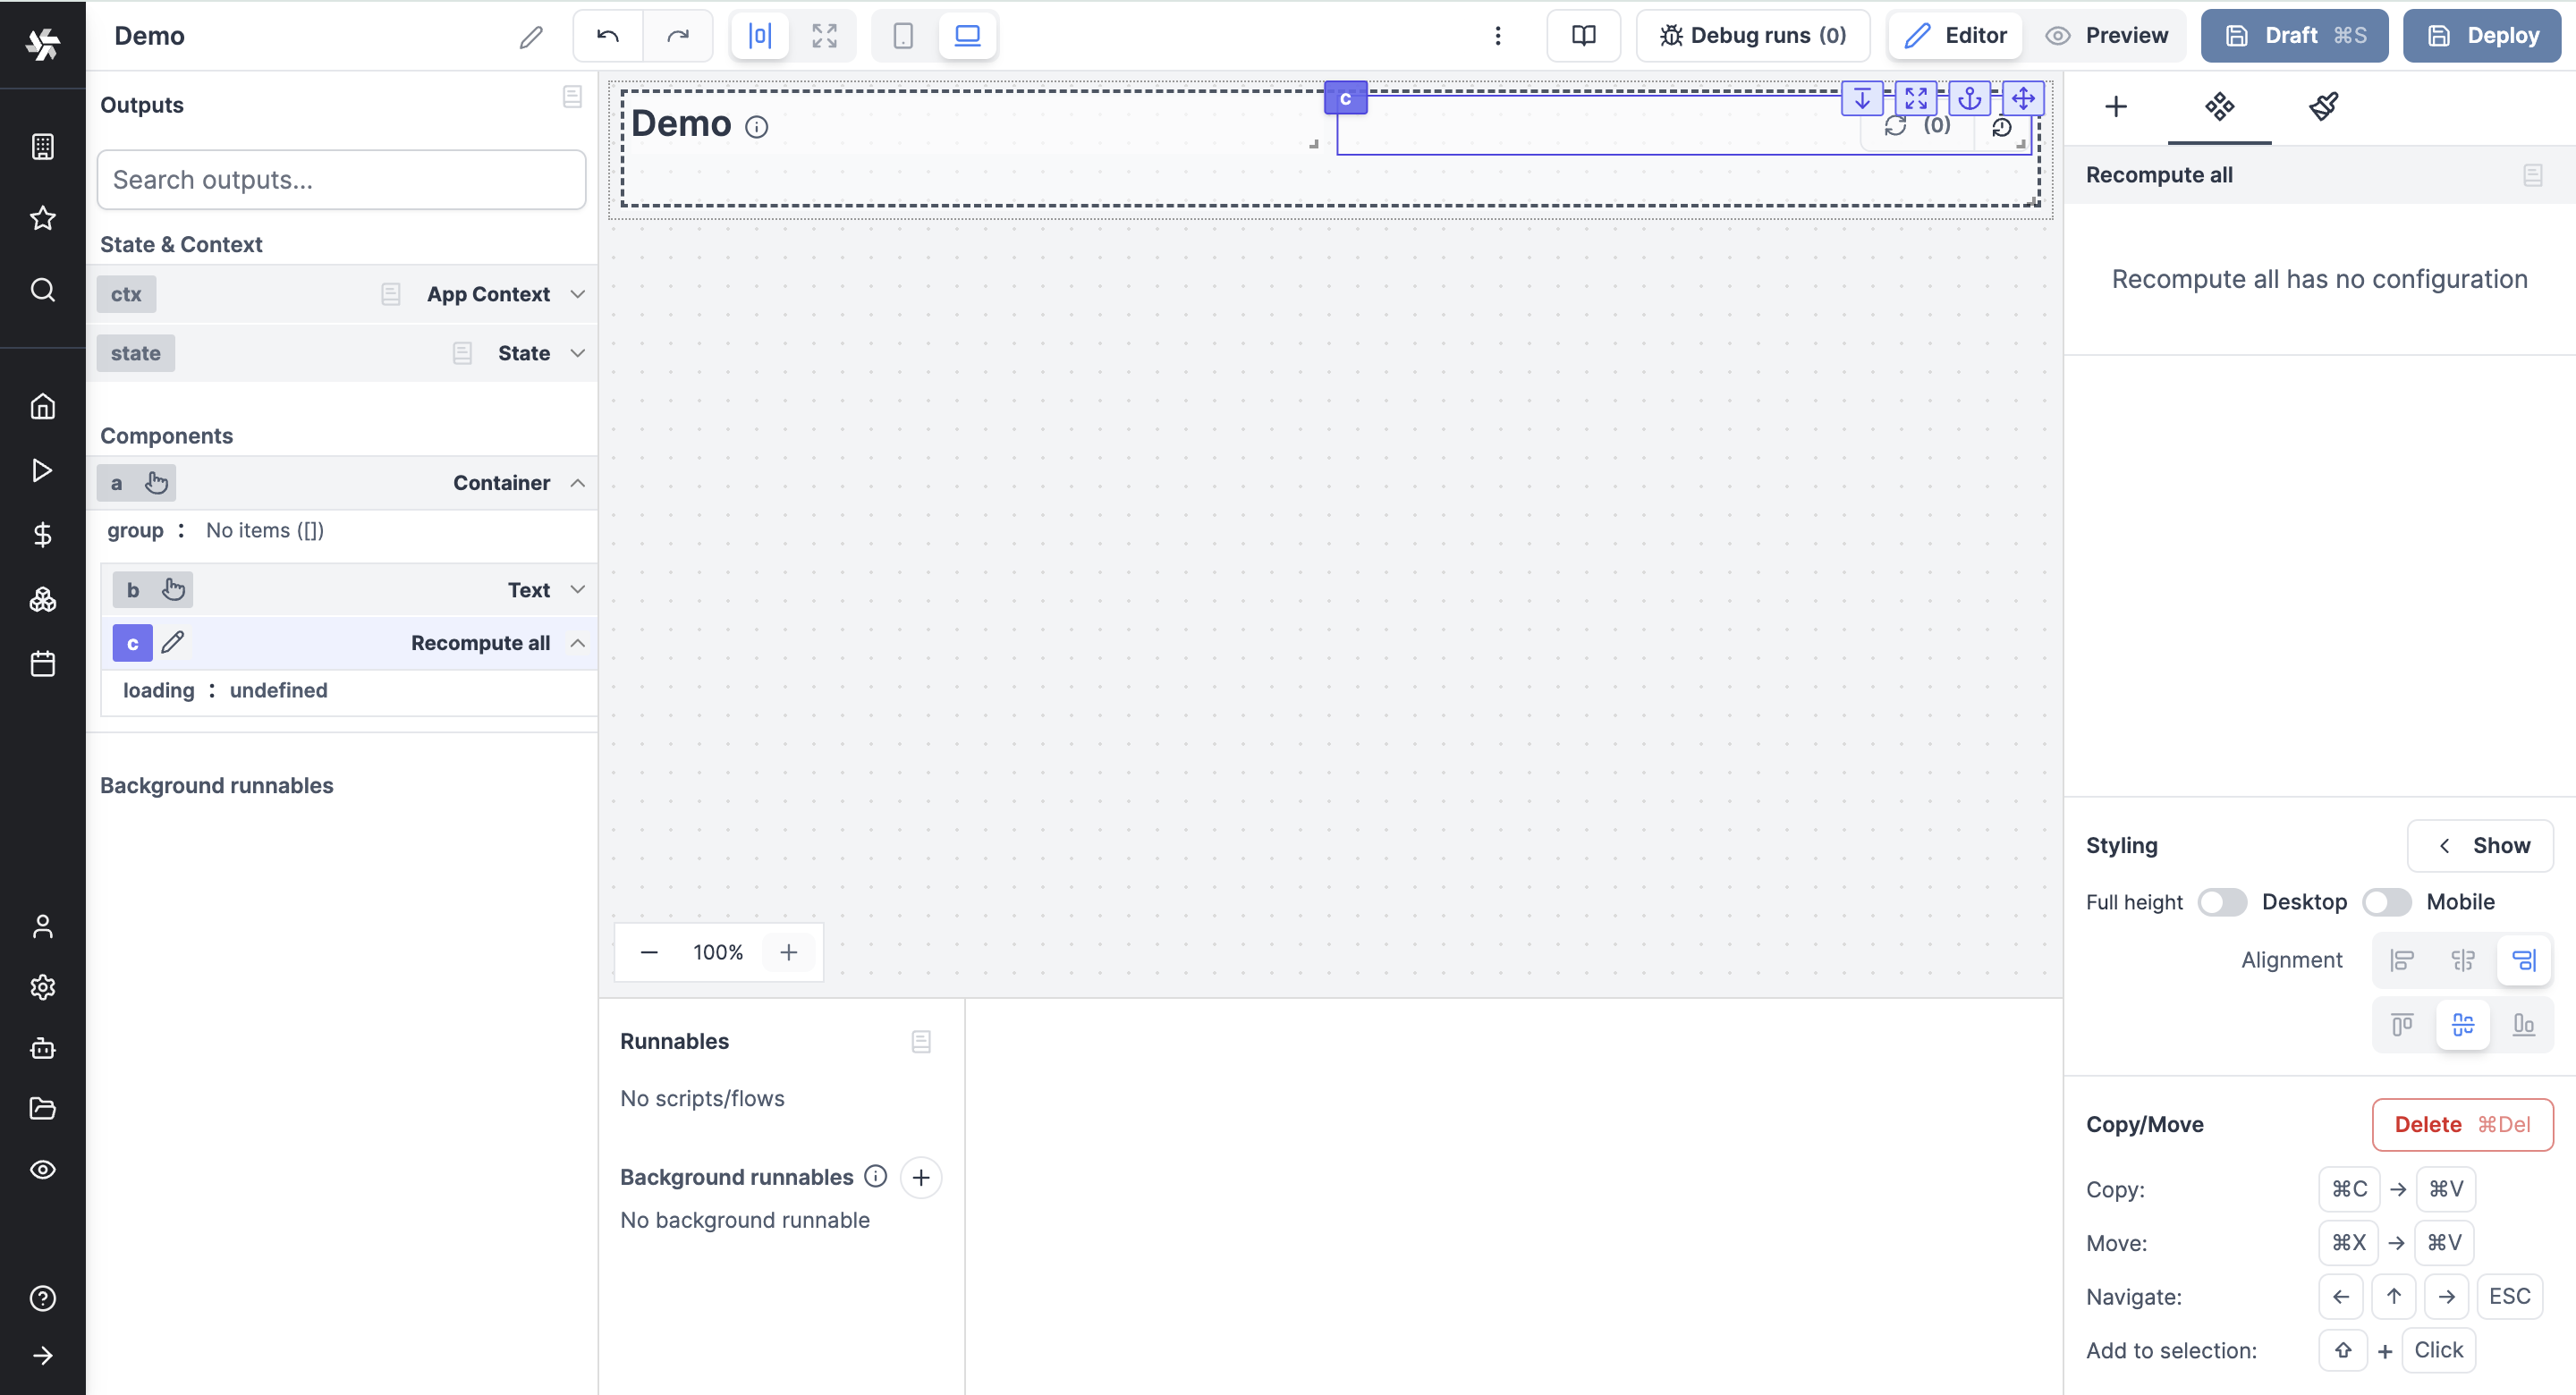 Demo
Debug runs (0)
Editor
Preview
Draft ⌘S
Deploy
Outputs
Search outputs...
State & Context
ctx
App Context
state
State
Components
a
Container
group : No items ([])
b
Text
c
Recompute all
loading : undefined
Background runnables
Demo
c
(0)
100%
Runnables
No scripts/flows
Background runnables
No background runnable
Recompute all
Recompute all has no configuration
Styling
Show
Full height
Desktop
Mobile
Alignment
Copy/Move
Delete ⌘Del
Copy: ⌘C → ⌘V
Move: ⌘X → ⌘V
Navigate: ← ↑ → ESC
Add to selection: ⇧ + Click